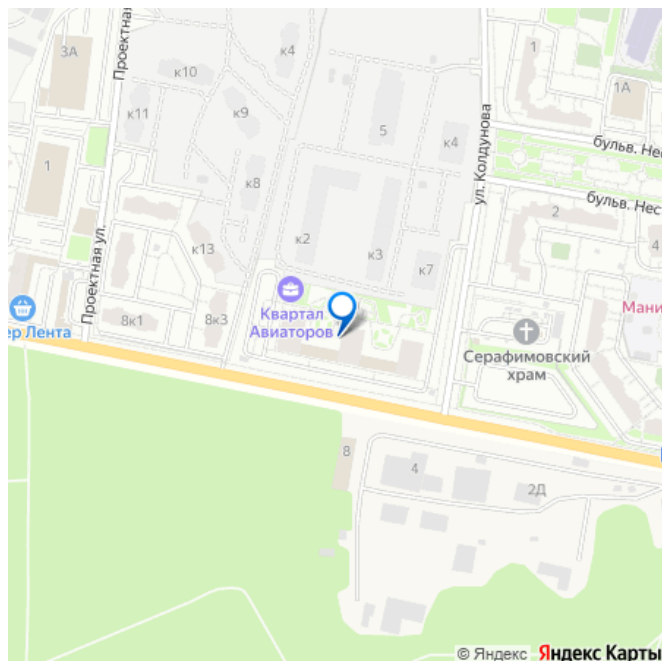 3А
Проектная
к10
к4
1
1А
к11
к9
5
к4
ул. Колдунова
бульв. Нес
1
к8
бульв. Нес
2
4
к13
к2
к3
к7
Проектная ул.
Квартал
Авиаторов
Мани
ер Лента
8к1
8к3
Серафимовский
храм
8
4
2Д
© Яндекс Яндекс Карты